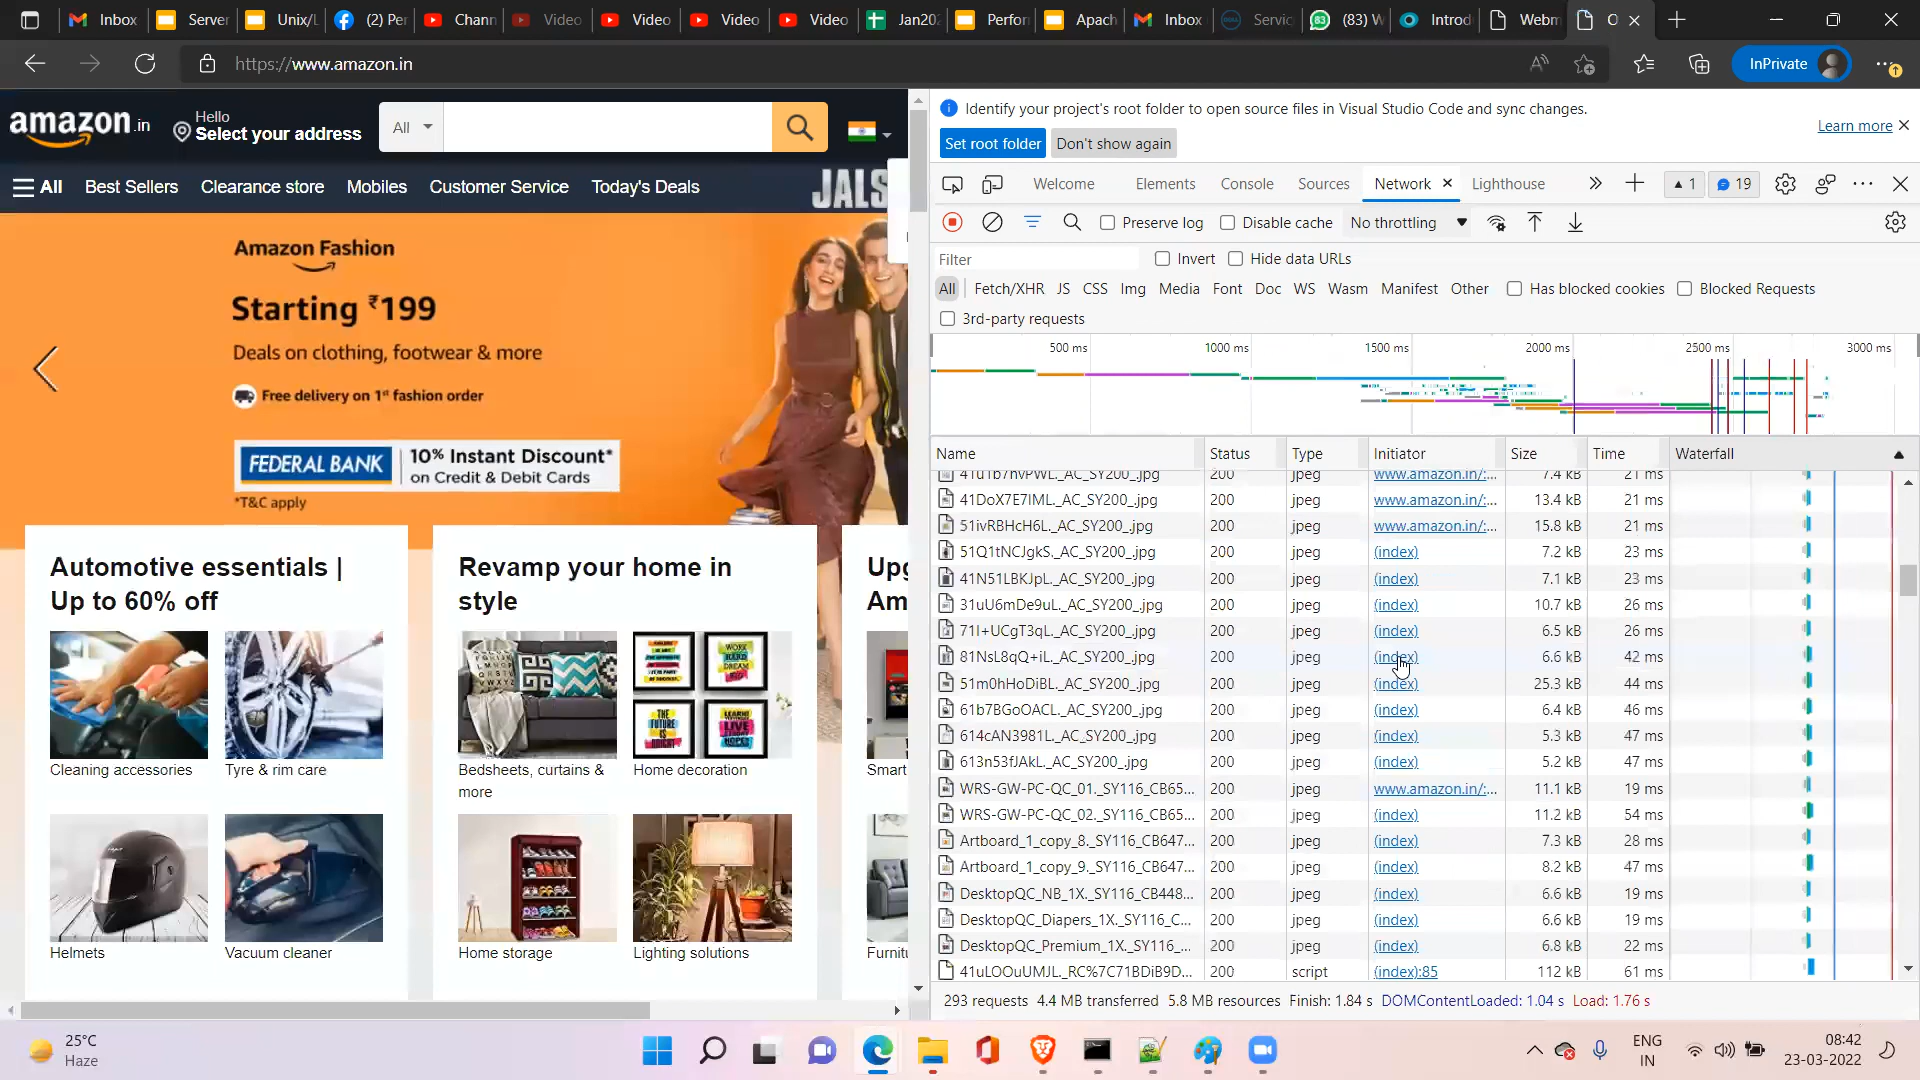 Inbox
Server
Unix/L
(2) Pe
Chann
Video
Video
Video
Video
Jan202
Perfor
Apach
Inbox
Servic
(83) W
Introd
Webm
O
https://www.amazon.in
InPrivate
amazon.in
Hello
Select your address
All
All
Best Sellers
Clearance store
Mobiles
Customer Service
Today's Deals
JALS
Amazon Fashion
Starting ₹199
Deals on clothing, footwear & more
Free delivery on 1st fashion order
FEDERAL BANK
10% Instant Discount*
on Credit & Debit Cards
*T&C apply
Automotive essentials |
Up to 60% off
Cleaning accessories
Tyre & rim care
Helmets
Vacuum cleaner
Revamp your home in
style
Bedsheets, curtains &
more
Home decoration
Home storage
Lighting solutions
Upg
Am
Smart
Furnitu
Identify your project's root folder to open source files in Visual Studio Code and sync changes.
Set root folder
Don't show again
Learn more
Welcome
Elements
Console
Sources
Network
Lighthouse
1
19
Preserve log
Disable cache
No throttling
Filter
Invert
Hide data URLs
All
Fetch/XHR
JS
CSS
Img
Media
Font
Doc
WS
Wasm
Manifest
Other
Has blocked cookies
Blocked Requests
3rd-party requests
500 ms
1000 ms
1500 ms
2000 ms
2500 ms
3000 ms
Name Status Type Initiator Size Time Waterfall
200 jpeg www.amazon.in/:... 7.4 kB 21 ms
41DoX7E7IML._AC_SY200_.jpg 200 jpeg www.amazon.in/:... 13.4 kB 21 ms
51ivRBHcH6L._AC_SY200_.jpg 200 jpeg www.amazon.in/:... 15.8 kB 21 ms
51Q1tNCJgkS._AC_SY200_.jpg 200 jpeg (index) 7.2 kB 23 ms
41N51LBKJpL._AC_SY200_.jpg 200 jpeg (index) 7.1 kB 23 ms
31uU6mDe9uL._AC_SY200_.jpg 200 jpeg (index) 10.7 kB 26 ms
71I+UCgT3qL._AC_SY200_.jpg 200 jpeg (index) 6.5 kB 26 ms
81NsL8qQ+iL._AC_SY200_.jpg 200 jpeg (index) 6.6 kB 42 ms
51m0hHoDiBL._AC_SY200_.jpg 200 jpeg (index) 25.3 kB 44 ms
61b7BGoOACL._AC_SY200_.jpg 200 jpeg (index) 6.4 kB 46 ms
614cAN3981L._AC_SY200_.jpg 200 jpeg (index) 5.3 kB 47 ms
613n53fJAkL._AC_SY200_.jpg 200 jpeg (index) 5.2 kB 47 ms
WRS-GW-PC-QC_01._SY116_CB65... 200 jpeg www.amazon.in/:... 11.1 kB 19 ms
WRS-GW-PC-QC_02._SY116_CB65... 200 jpeg (index) 11.2 kB 54 ms
Artboard_1_copy_8._SY116_CB647... 200 jpeg (index) 7.3 kB 28 ms
Artboard_1_copy_9._SY116_CB647... 200 jpeg (index) 8.2 kB 47 ms
DesktopQC_NB_1X._SY116_CB448... 200 jpeg (index) 6.6 kB 19 ms
DesktopQC_Diapers_1X._SY116_C... 200 jpeg (index) 6.6 kB 19 ms
DesktopQC_Premium_1X._SY116_... 200 jpeg (index) 6.8 kB 22 ms
41uLOOuUMJL._RC%7C71BDiB9D... 200 script (index):85 112 kB 61 ms
293 requests 4.4 MB transferred 5.8 MB resources Finish: 1.84 s DOMContentLoaded: 1.04 s Load: 1.76 s
25°C
Haze
ENG
IN
08:42
23-03-2022